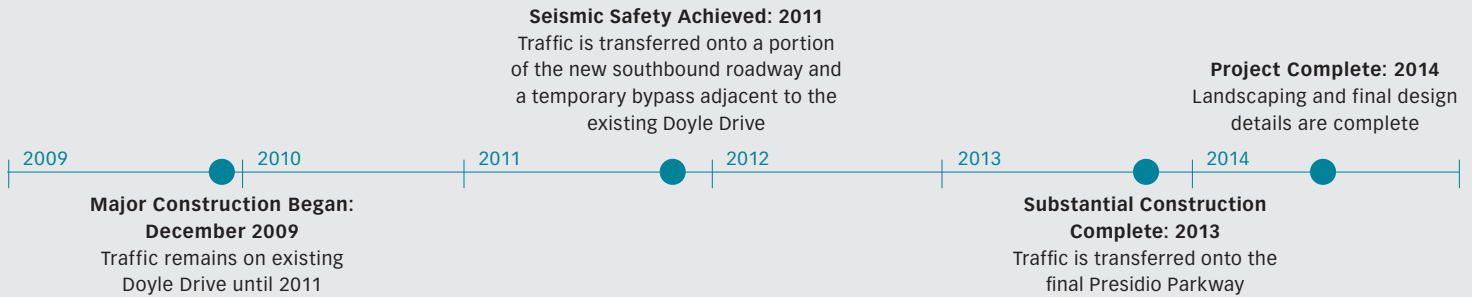 Seismic Safety Achieved: 2011
Traffic is transferred onto a portion
of the new southbound roadway and
a temporary bypass adjacent to the
existing Doyle Drive
Project Complete: 2014
Landscaping and final design
details are complete
2009
2010
2011
2012
2013
2014
Major Construction Began:
December 2009
Traffic remains on existing
Doyle Drive until 2011
Substantial Construction
Complete: 2013
Traffic is transferred onto the
final Presidio Parkway